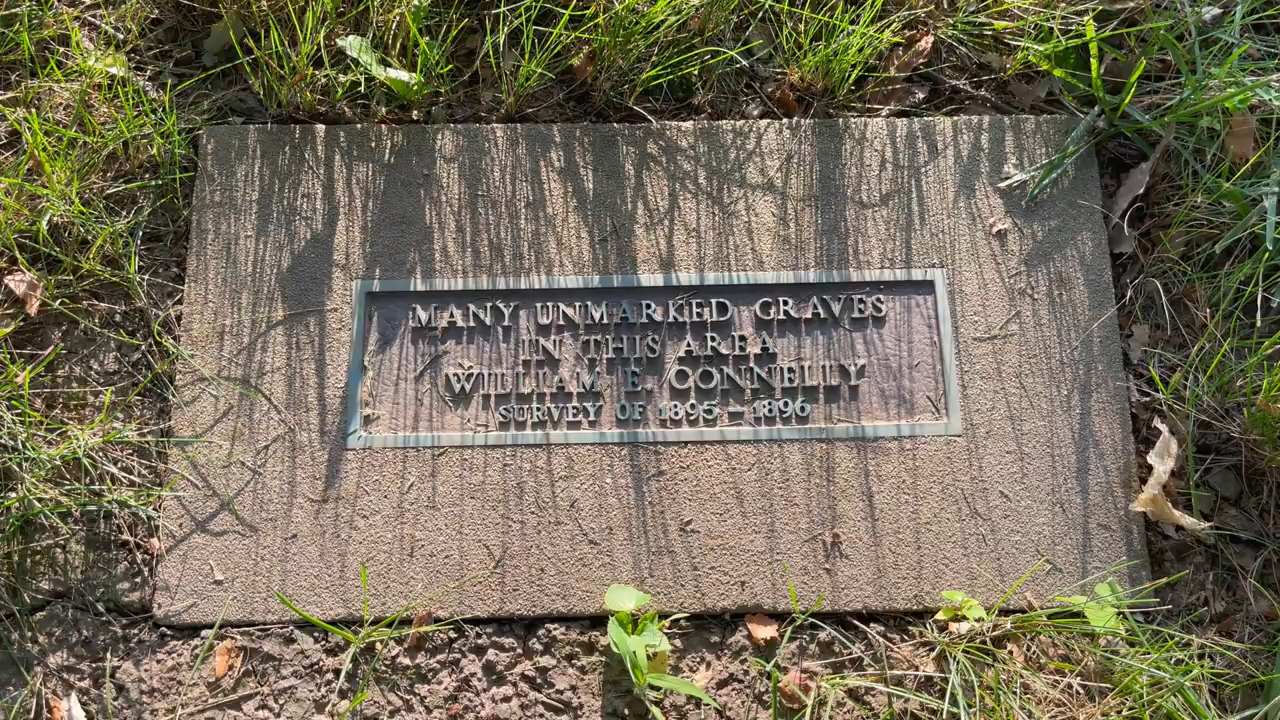 MANY UNMARKED GRAVES
IN THIS AREA
WILLIAM E. CONNELLY
SURVEY OF 1895 – 1896